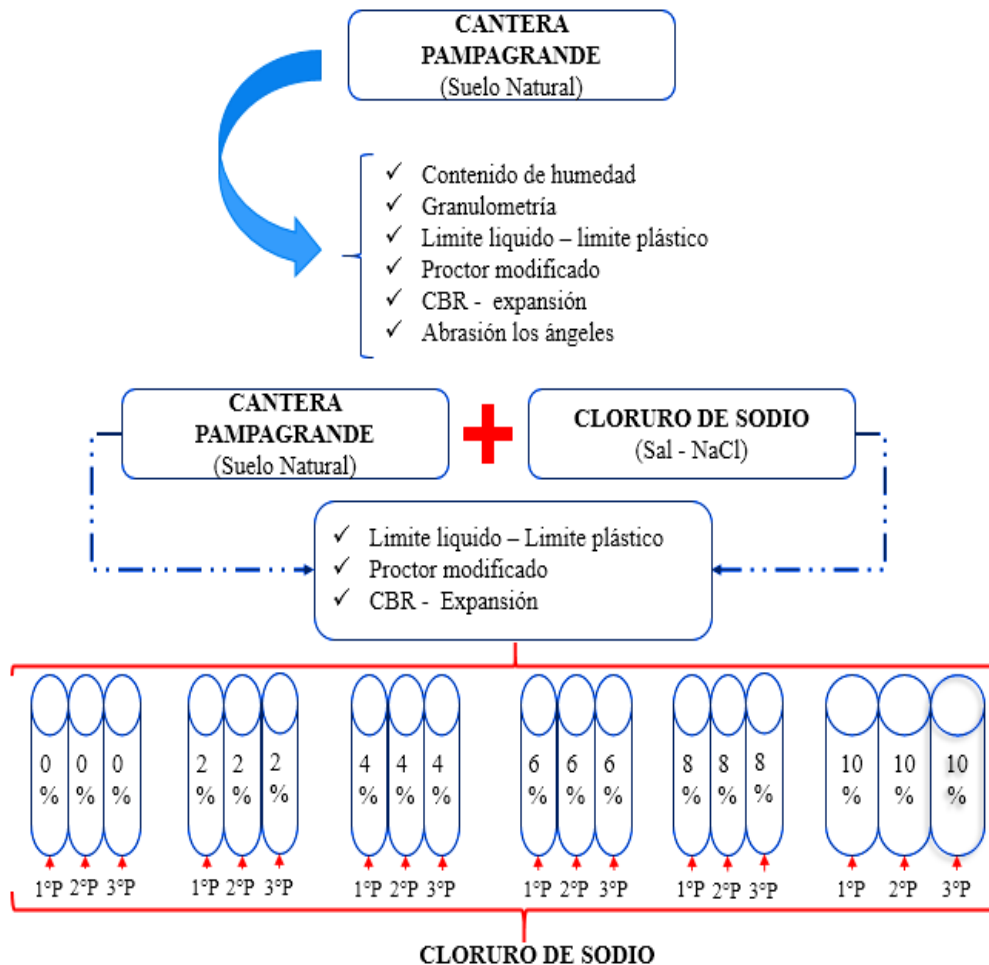 CANTERA
PAMPAGRANDE
(Suelo Natural)
✓ Contenido de humedad
✓ Granulometría
✓ Limite liquido – limite plástico
✓ Proctor modificado
✓ CBR - expansión
✓ Abrasión los ángeles
CANTERA
PAMPAGRANDE
(Suelo Natural)
CLORURO DE SODIO
(Sal - NaCl)
✓ Limite liquido – Limite plástico
✓ Proctor modificado
✓ CBR - Expansión
0 0 0 2 2 2 4 4 4 6 6 6 8 8 8 10 10 10
% % % % % % % % % % % % % % % % % %
1°P 2°P 3°P 1°P 2°P 3°P 1°P 2°P 3°P 1°P 2°P 3°P 1°P 2°P 3°P 1°P 2°P 3°P
CLORURO DE SODIO